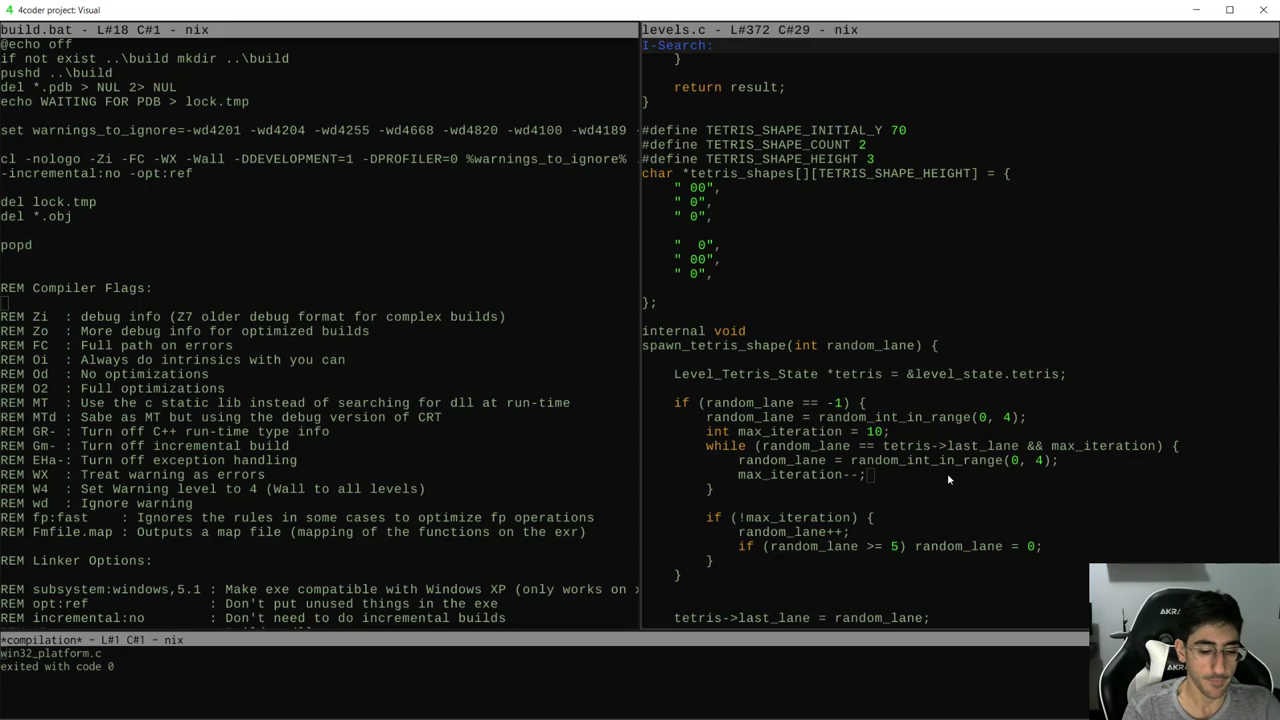 4coder project: Visual
build.bat - L#18 C#1 - nix
@echo off
if not exist ..\build mkdir ..\build
pushd ..\build
del *.pdb > NUL 2> NUL
echo WAITING FOR PDB > lock.tmp
set warnings_to_ignore=-wd4201 -wd4204 -wd4255 -wd4668 -wd4820 -wd4100 -wd4189 -
cl -nologo -Zi -FC -WX -Wall -DDEVELOPMENT=1 -DPROFILER=0 %warnings_to_ignore% .
-incremental:no -opt:ref
del lock.tmp
del *.obj
popd
REM Compiler Flags:
REM Zi  : debug info (Z7 older debug format for complex builds)
REM Zo  : More debug info for optimized builds
REM FC  : Full path on errors
REM Oi  : Always do intrinsics with you can
REM Od  : No optimizations
REM O2  : Full optimizations
REM MT  : Use the c static lib instead of searching for dll at run-time
REM MTd : Sabe as MT but using the debug version of CRT
REM GR- : Turn off C++ run-time type info
REM Gm- : Turn off incremental build
REM EHa-: Turn off exception handling
REM WX  : Treat warning as errors
REM W4  : Set Warning level to 4 (Wall to all levels)
REM wd  : Ignore warning
REM fp:fast    : Ignores the rules in some cases to optimize fp operations
REM Fmfile.map : Outputs a map file (mapping of the functions on the exr)
REM Linker Options:
REM subsystem:windows,5.1 : Make exe compatible with Windows XP (only works on x
REM opt:ref               : Don't put unused things in the exe
REM incremental:no        : Don't need to do incremental builds
levels.c - L#372 C#29 - nix
I-Search:
    }
    return result;
}
#define TETRIS_SHAPE_INITIAL_Y 70
#define TETRIS_SHAPE_COUNT 2
#define TETRIS_SHAPE_HEIGHT 3
char *tetris_shapes[][TETRIS_SHAPE_HEIGHT] = {
    " 00",
    " 0",
    " 0",
    "  0",
    " 00",
    " 0",
};
internal void
spawn_tetris_shape(int random_lane) {
    Level_Tetris_State *tetris = &level_state.tetris;
    if (random_lane == -1) {
        random_lane = random_int_in_range(0, 4);
        int max_iteration = 10;
        while (random_lane == tetris->last_lane && max_iteration) {
            random_lane = random_int_in_range(0, 4);
            max_iteration--;
        }
        if (!max_iteration) {
            random_lane++;
            if (random_lane >= 5) random_lane = 0;
        }
    }
    tetris->last_lane = random_lane;
*compilation* - L#1 C#1 - nix
win32_platform.c
exited with code 0